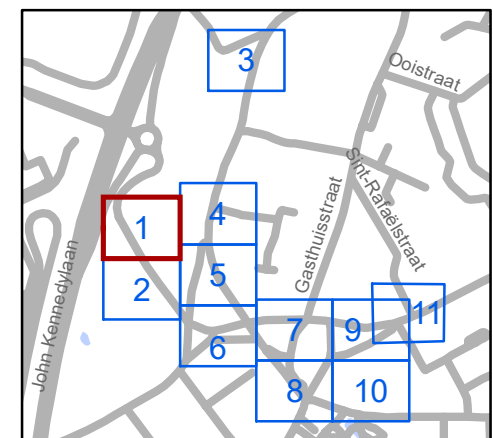 3
Ooistraat
Sint-Rafaëlstraat
Gasthuisstraat
John Kennedylaan
1
4
2
5
6
7
9
11
8
10